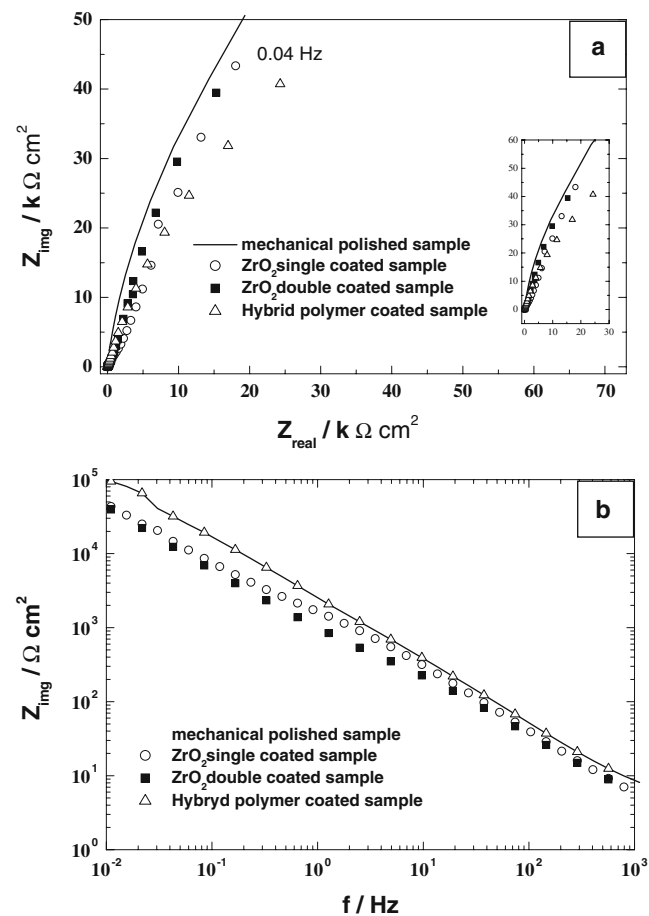 a
0.04 Hz
Z_img / k Ω cm²
50
40
30
20
10
0
mechanical polished sample
ZrO₂single coated sample
ZrO₂double coated sample
Hybrid polymer coated sample
60
50
40
30
20
10
0
0 10 20 30
0 10 20 30 40 50 60 70
Z_real / k Ω cm²
b
Z_img / Ω cm²
10⁵
10⁴
10³
10²
10¹
10⁰
mechanical polished sample
ZrO₂single coated sample
ZrO₂double coated sample
Hybryd polymer coated sample
10⁻² 10⁻¹ 10⁰ 10¹ 10² 10³
f / Hz